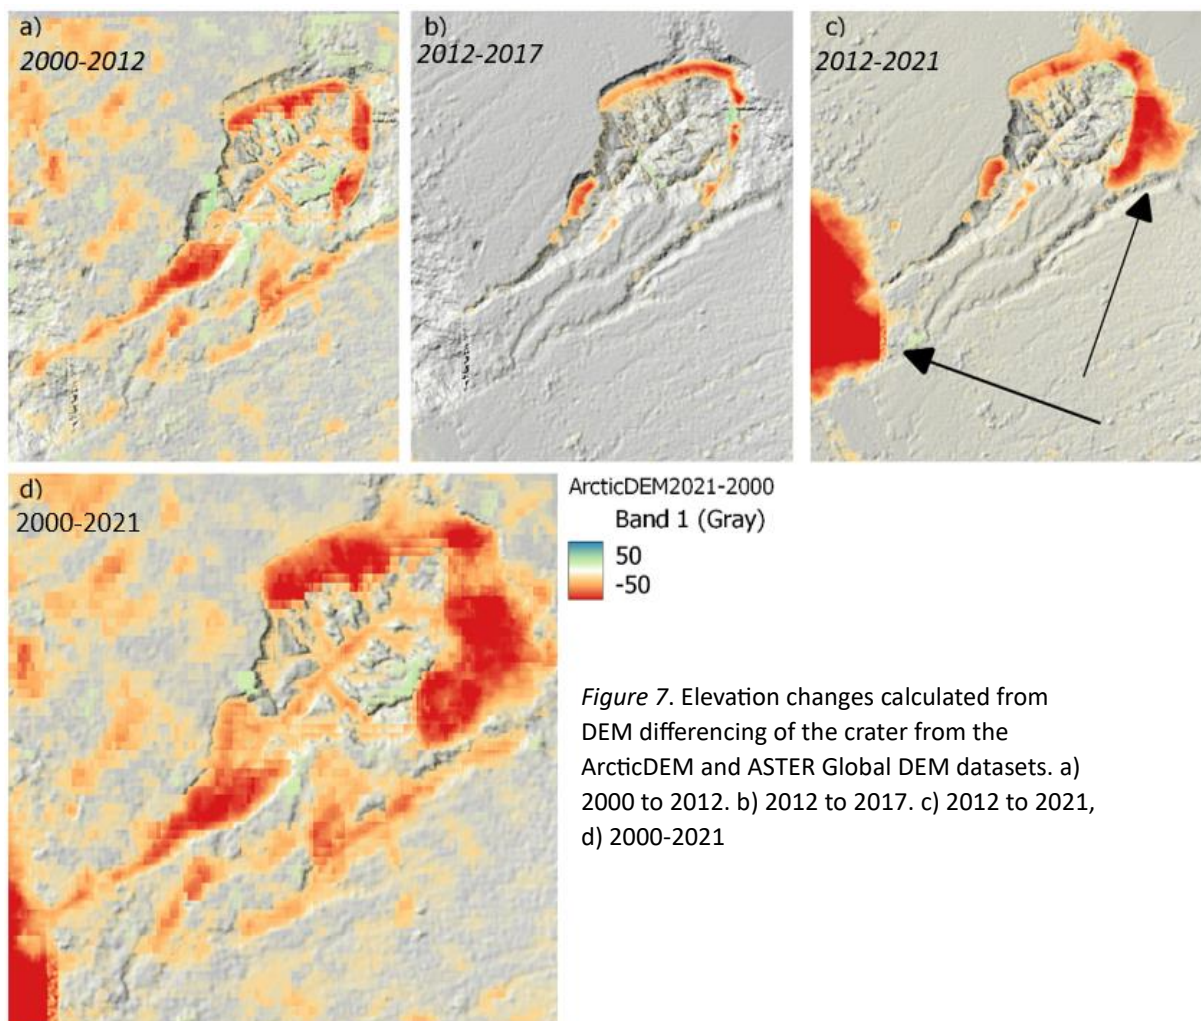 a)
2000-2012
b)
2012-2017
c)
2012-2021
d)
2000-2021
ArcticDEM2021-2000
Band 1 (Gray)
50
-50
Figure 7. Elevation changes calculated from
DEM differencing of the crater from the
ArcticDEM and ASTER Global DEM datasets. a)
2000 to 2012. b) 2012 to 2017. c) 2012 to 2021,
d) 2000-2021